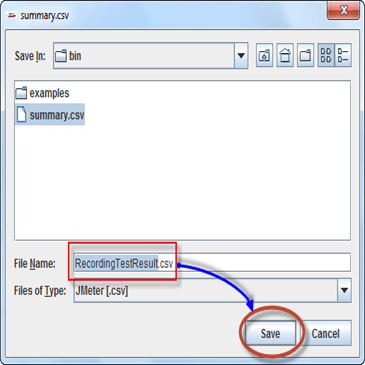 summary.csv
Save In: bin
examples
summary.csv
File Name: RecordingTestResult.csv
Files of Type: JMeter [.csv]
Save Cancel